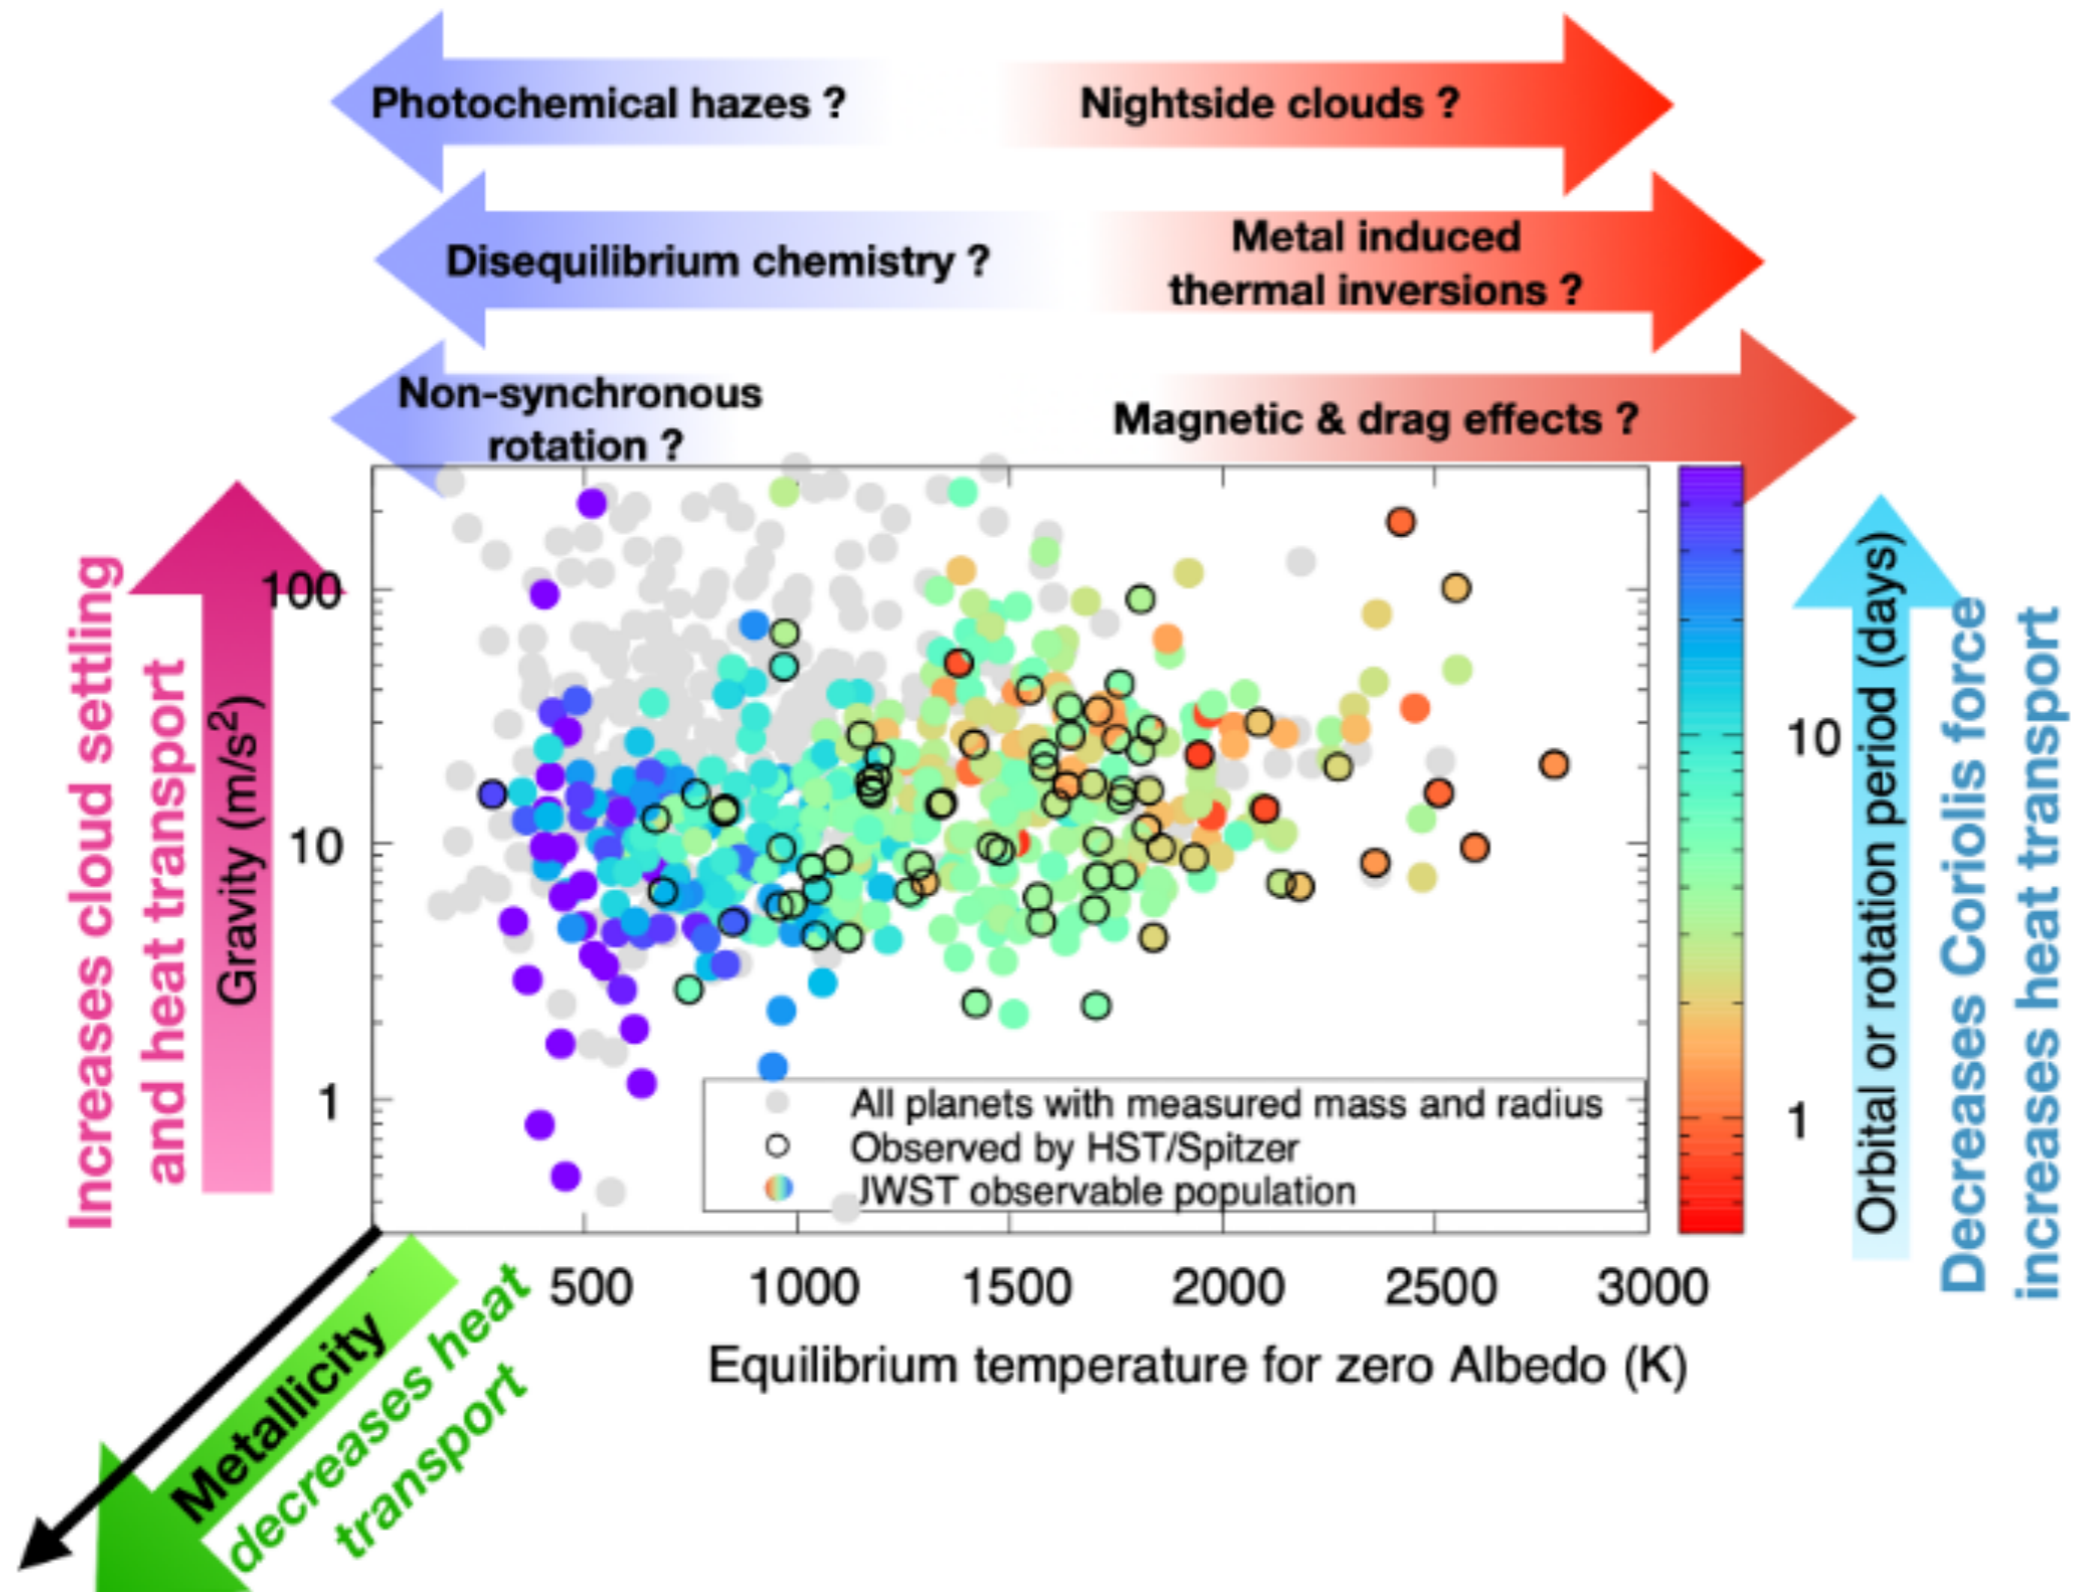 Photochemical hazes ?
Nightside clouds ?
Disequilibrium chemistry ?
Metal induced
thermal inversions ?
Non-synchronous
rotation ?
Magnetic & drag effects ?
Increases cloud settling
and heat transport
Gravity (m/s²)
100
10
1
All planets with measured mass and radius
Observed by HST/Spitzer
JWST observable population
500
1000
1500
2000
2500
3000
Equilibrium temperature for zero Albedo (K)
10
1
Orbital or rotation period (days)
Decreases Coriolis force
increases heat transport
Metallicity
decreases heat
transport